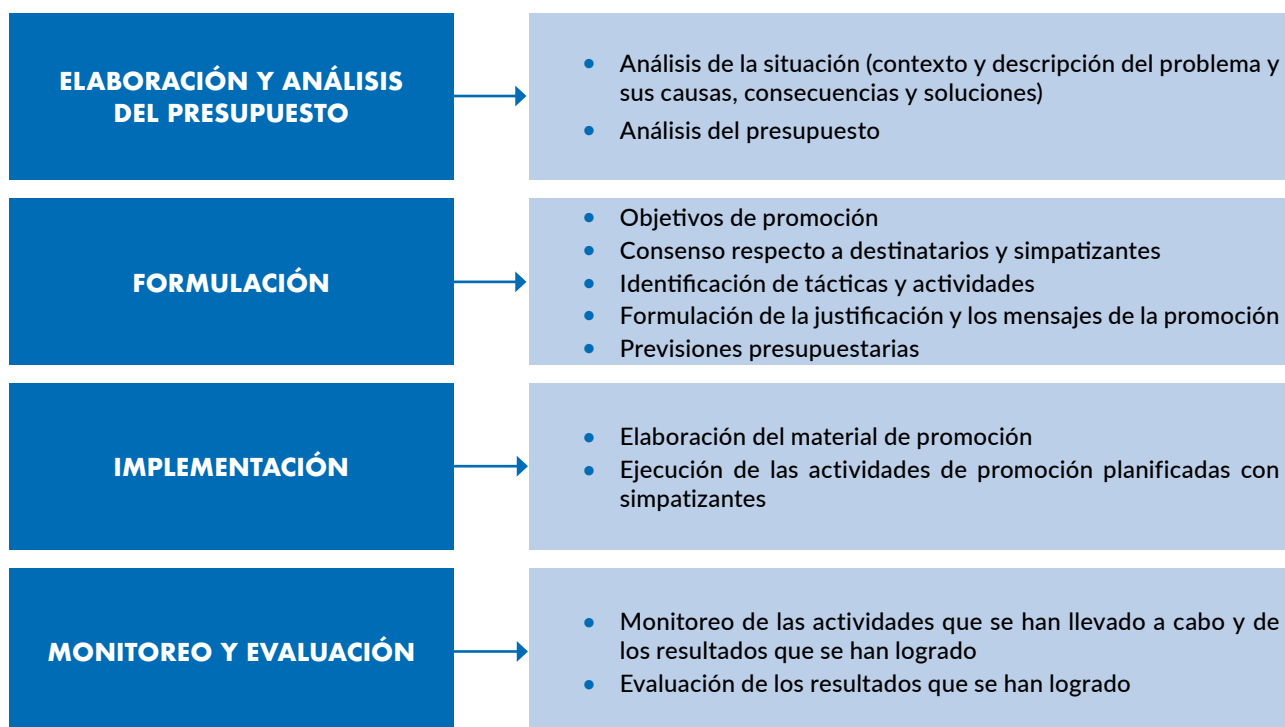 ELABORACIÓN Y ANÁLISIS
DEL PRESUPUESTO
• Análisis de la situación (contexto y descripción del problema y
sus causas, consecuencias y soluciones)
• Análisis del presupuesto
FORMULACIÓN
• Objetivos de promoción
• Consenso respecto a destinatarios y simpatizantes
• Identificación de tácticas y actividades
• Formulación de la justificación y los mensajes de la promoción
• Previsiones presupuestarias
IMPLEMENTACIÓN
• Elaboración del material de promoción
• Ejecución de las actividades de promoción planificadas con
simpatizantes
MONITOREO Y EVALUACIÓN
• Monitoreo de las actividades que se han llevado a cabo y de
los resultados que se han logrado
• Evaluación de los resultados que se han logrado